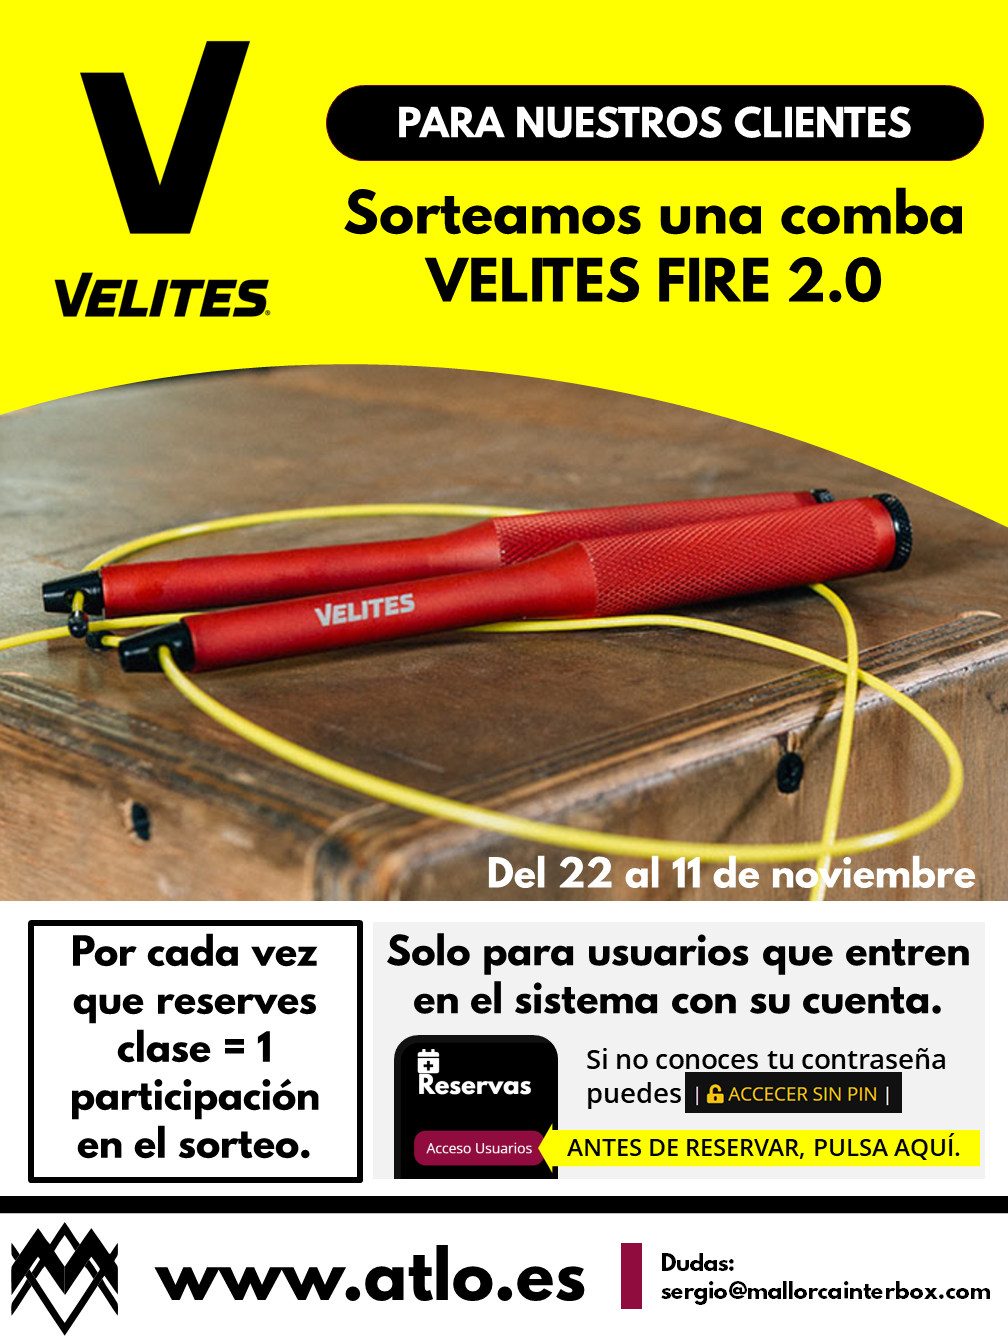 V
VELITES®
PARA NUESTROS CLIENTES
Sorteamos una comba
VELITES FIRE 2.0
VELITES
Del 22 al 11 de noviembre
Por cada vez
que reserves
clase = 1
participación
en el sorteo.
Solo para usuarios que entren
en el sistema con su cuenta.
Reservas
Acceso Usuarios
Si no conoces tu contraseña
puedes | ACCECER SIN PIN |
ANTES DE RESERVAR, PULSA AQUÍ.
www.atlo.es
Dudas:
sergio@mallorcainterbox.com